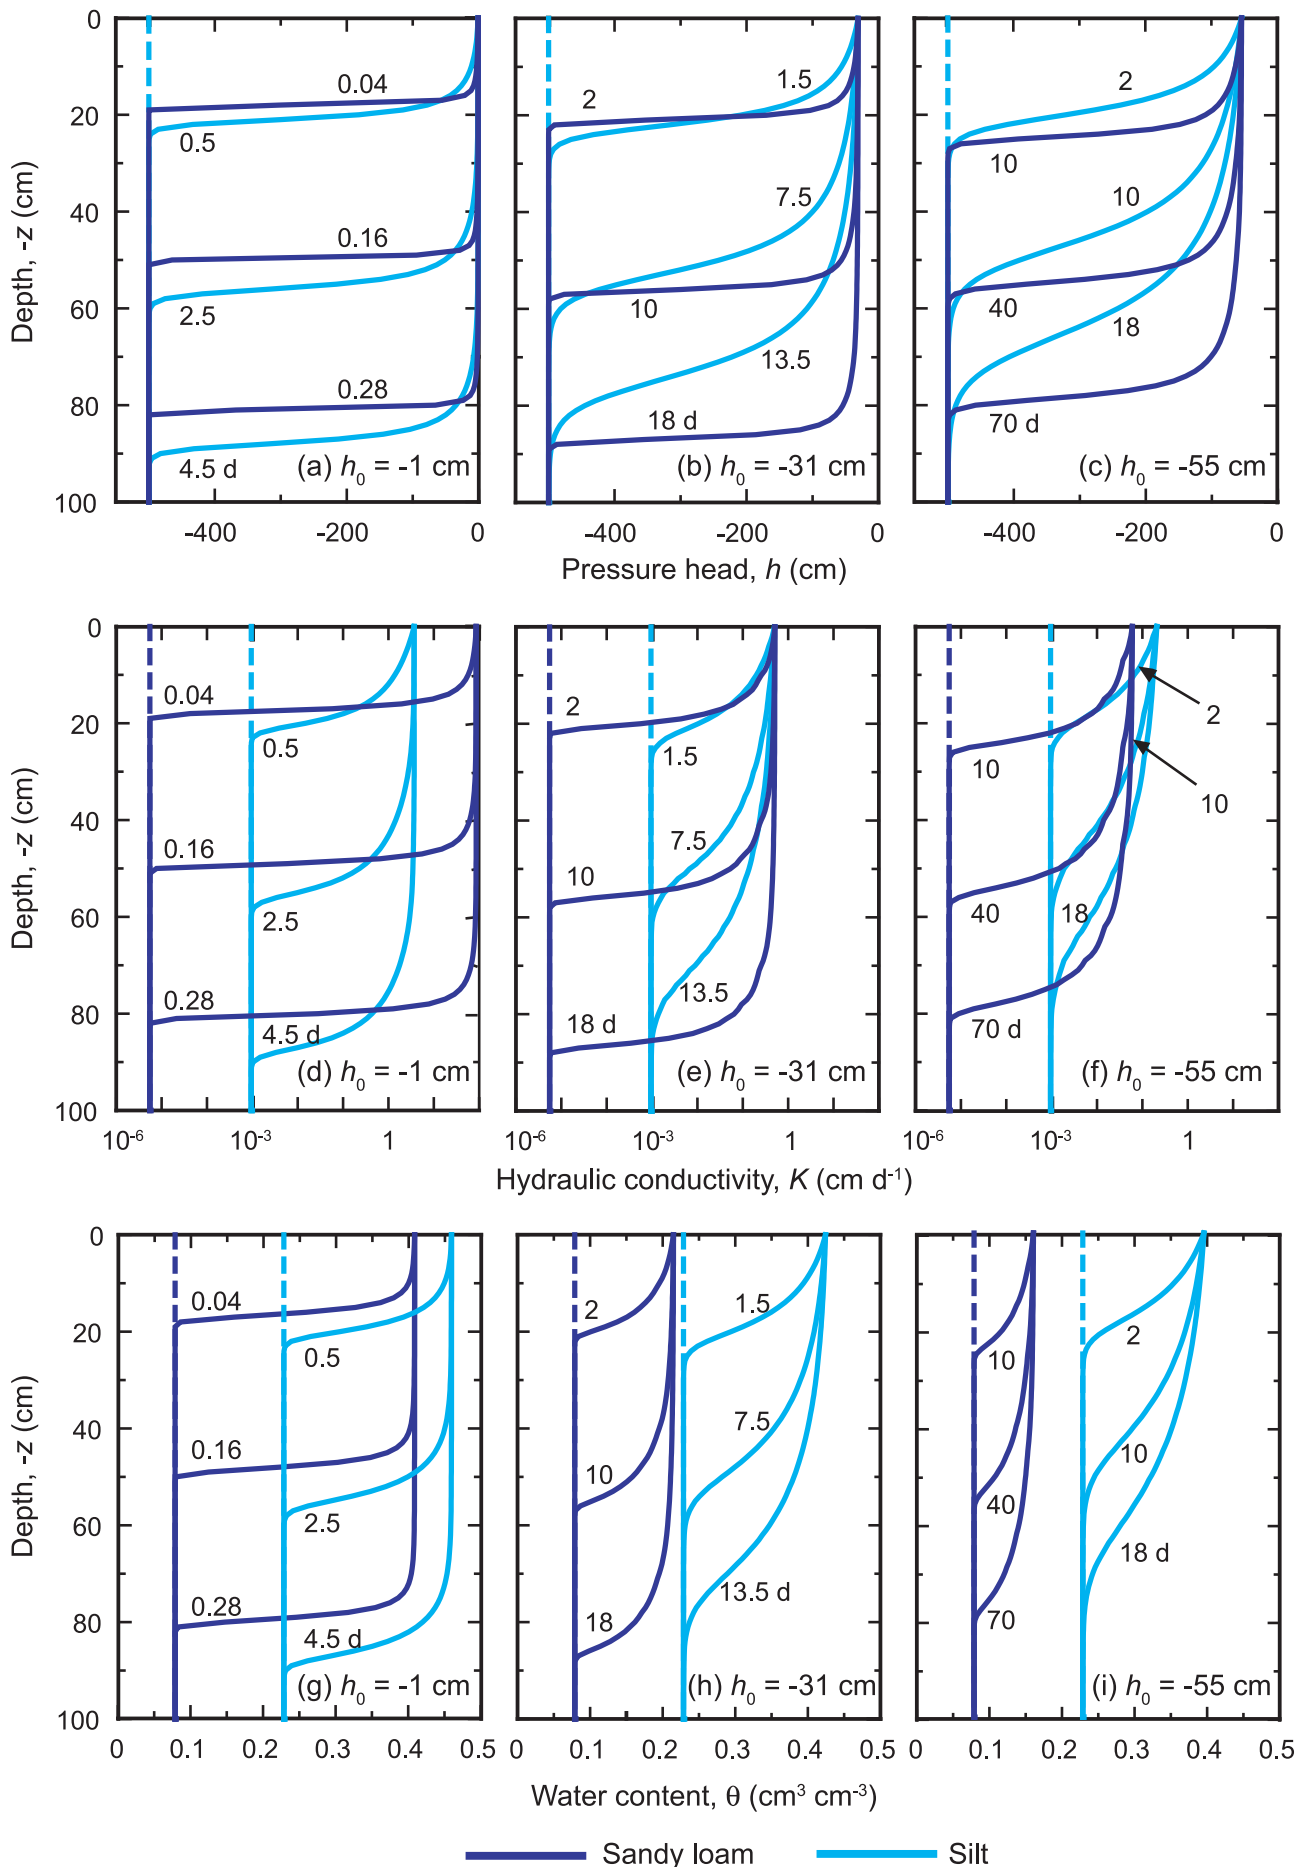 0
20
40
60
80
100
Depth, -z (cm)
0.04
0.5
0.16
2.5
0.28
4.5 d
(a) h0 = -1 cm
1.5
2
7.5
10
13.5
18 d
(b) h0 = -31 cm
2
10
10
40
18
70 d
(c) h0 = -55 cm
-400 -200 0
-400 -200 0
-400 -200 0
Pressure head, h (cm)
0
20
40
60
80
100
Depth, -z (cm)
0.04
0.5
0.16
2.5
0.28
4.5 d
(d) h0 = -1 cm
2
1.5
7.5
10
13.5
18 d
(e) h0 = -31 cm
2
10
10
40
18
70 d
(f) h0 = -55 cm
10-6 10-3 1
10-6 10-3 1
10-6 10-3 1
Hydraulic conductivity, K (cm d-1)
0
20
40
60
80
100
Depth, -z (cm)
0.04
0.5
0.16
2.5
0.28
4.5 d
(g) h0 = -1 cm
2
1.5
7.5
10
13.5 d
18
(h) h0 = -31 cm
2
10
10
40
18 d
70
(i) h0 = -55 cm
0 0.1 0.2 0.3 0.4 0.5
0 0.1 0.2 0.3 0.4 0.5
0 0.1 0.2 0.3 0.4 0.5
Water content, θ (cm3 cm-3)
Sandy loam
Silt